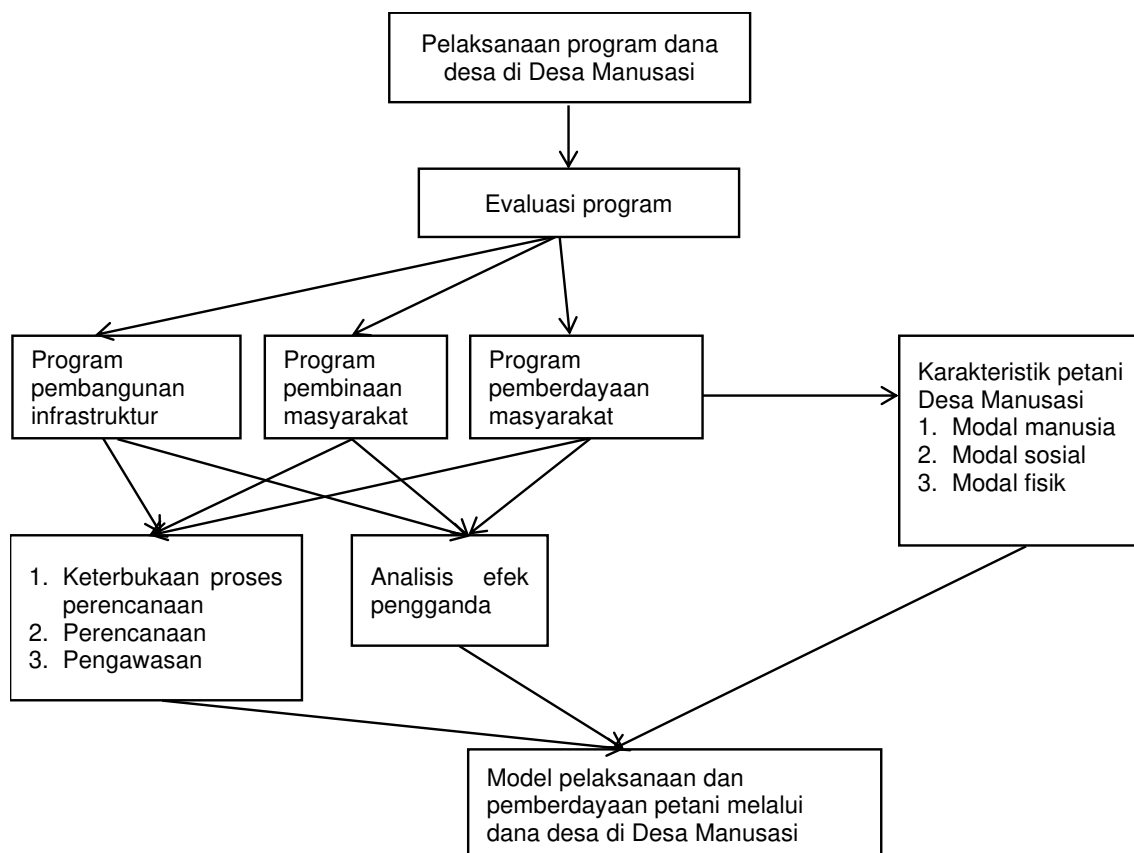 Pelaksanaan program dana
desa di Desa Manusasi
Evaluasi program
Program
pembangunan
infrastruktur
Program
pembinaan
masyarakat
Program
pemberdayaan
masyarakat
Karakteristik petani
Desa Manusasi
1. Modal manusia
2. Modal sosial
3. Modal fisik
1. Keterbukaan proses
perencanaan
2. Perencanaan
3. Pengawasan
Analisis efek
pengganda
Model pelaksanaan dan
pemberdayaan petani melalui
dana desa di Desa Manusasi